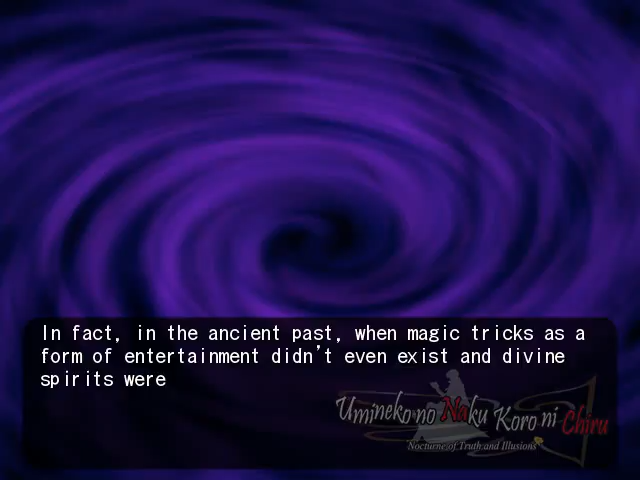 In fact, in the ancient past, when magic tricks as a
form of entertainment didn't even exist and divine
spirits were
Umineko no Naku Koro ni Chiru
Nocturne of Truth and Illusions